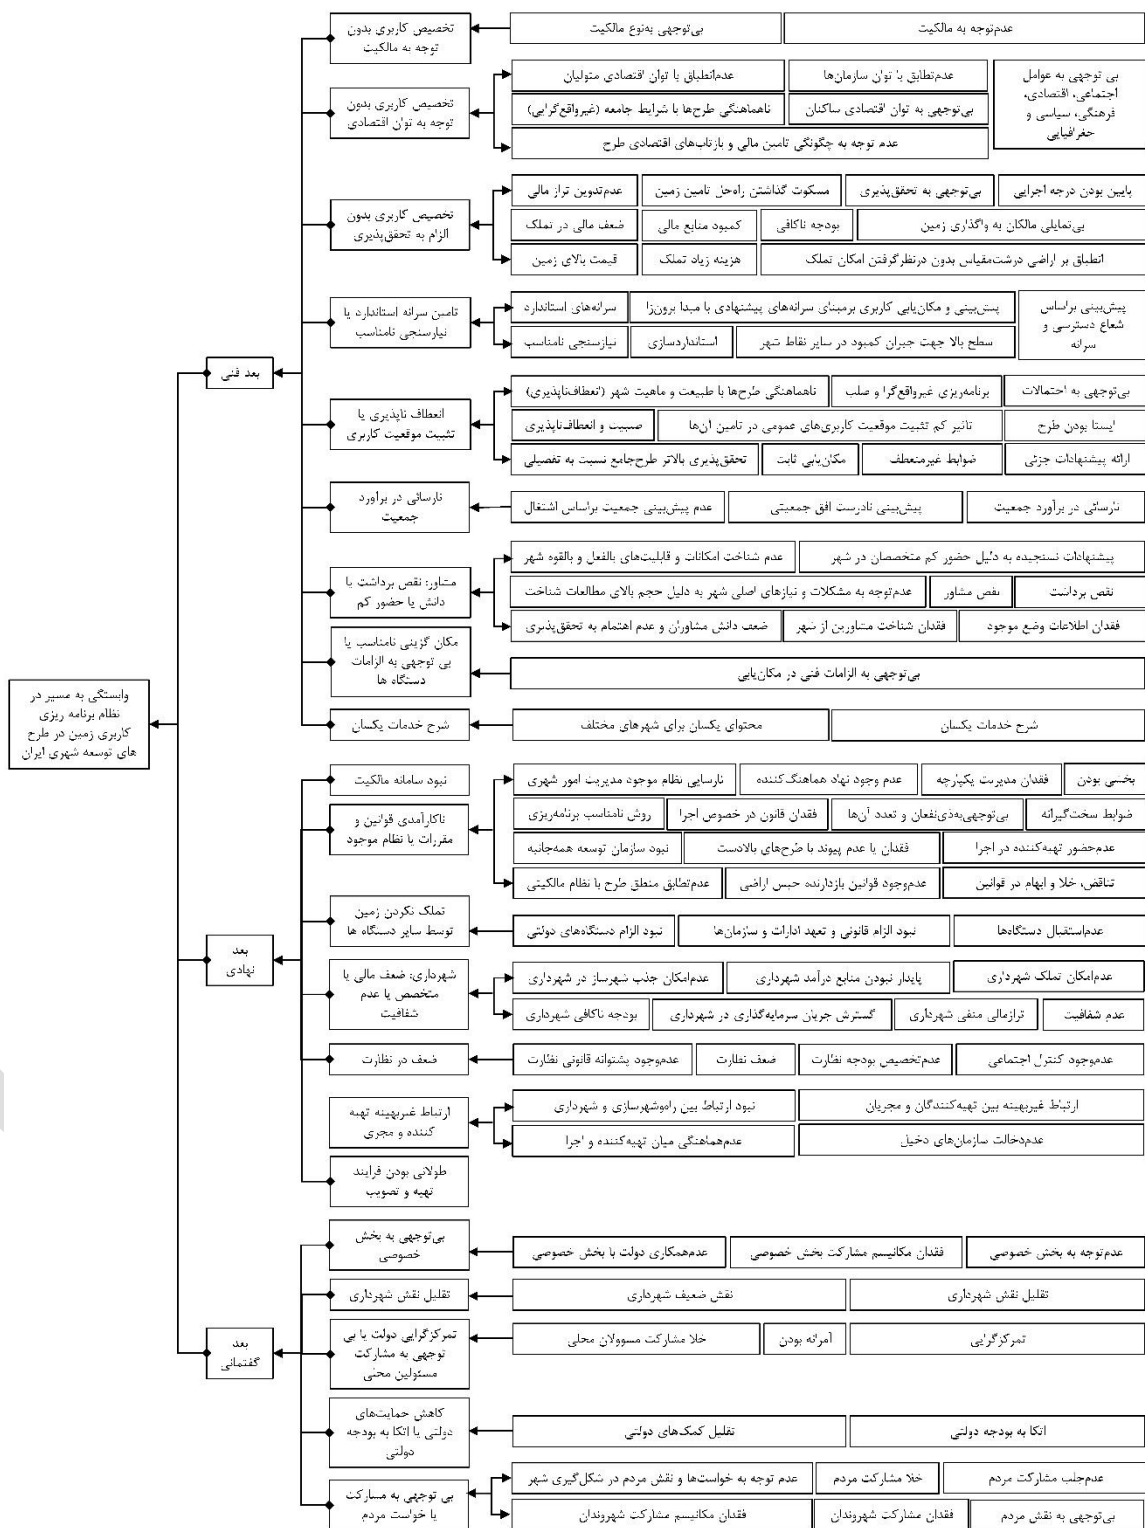 عدم‌توجه به مالکیت
بی‌توجهی به‌نوع مالکیت
تخصیص کاربری بدون
توجه به مالکیت
بی توجهی به عوامل
اجتماعی، اقتصادی،
فرهنگی، سیاسی و
جغرافیایی
عدم‌تطابق با توان سازمان‌ها
عدم‌انطباق با توان اقتصادی متولیان
بی‌توجهی به توان اقتصادی ساکنان
ناهماهنگی طرح‌ها با شرایط جامعه (غیرواقع‌گرایی)
عدم توجه به چگونگی تامین مالی و بازتاب‌های اقتصادی طرح
تخصیص کاربری بدون
توجه به توان اقتصادی
پایین بودن درجه اجرایی
بی‌توجهی به تحقق‌پذیری
مسکوت گذاشتن راه‌حل تامین زمین
عدم‌تدوین تراز مالی
بی‌تمایلی مالکان به واگذاری زمین
بودجه ناکافی
کمبود منابع مالی
ضعف مالی در تملک
انطباق بر اراضی درشت‌مقیاس بدون درنظرگرفتن امکان تملک
هزینه زیاد تملک
قیمت بالای زمین
تخصیص کاربری بدون
الزام به تحقق‌پذیری
پیش‌بینی براساس
شعاع دسترسی و
سرانه
پیش‌بینی و مکان‌یابی کاربری برمبنای سرانه‌های پیشنهادی با مبدا برون‌زا
سرانه‌های استاندارد
سطح بالا جهت جبران کمبود در سایر نقاط شهر
استانداردسازی
نیازسنجی نامناسب
تامین سرانه استاندارد یا
نیازسنجی نامناسب
بعد فنی
بی‌توجهی به احتمالات
برنامه‌ریزی غیرواقع‌گرا و صلب
ناهماهنگی طرح‌ها با طبیعت و ماهیت شهر (انعطاف‌ناپذیری)
ایستا بودن طرح
تاثیر کم تثبیت موقعیت کاربری‌های عمومی در تامین آن‌ها
صلبیت و انعطاف‌ناپذیری
ارائه پیشنهادات جزئی
ضوابط غیرمنعطف
مکان‌یابی ثابت
تحقق‌پذیری بالاتر طرح‌جامع نسبت به تفصیلی
انعطاف ناپذیری یا
تثبیت موقعیت کاربری
نارسائی در برآورد جمعیت
پیش‌بینی نادرست افق جمعیتی
عدم پیش‌بینی جمعیت براساس اشتغال
نارسائی در برآورد
جمعیت
پیشنهادات نسنجیده به دلیل حضور کم متخصصان در شهر
عدم شناخت امکانات و قابلیت‌های بالفعل و بالقوه شهر
نقص برداشت
نقص مشاور
عدم‌توجه به مشکلات و نیازهای اصلی شهر به دلیل حجم بالای مطالعات شناخت
فقدان اطلاعات وضع موجود
فقدان شناخت مشاورین از شهر
ضعف دانش مشاوران و عدم اهتمام به تحقق‌پذیری
مشاور: نقص برداشت یا
دانش یا حضور کم
بی‌توجهی به الزامات فنی در مکان‌یابی
مکان گزینی نامناسب یا
بی توجهی به الزامات
دستگاه ها
شرح خدمات یکسان
محتوای یکسان برای شهرهای مختلف
شرح خدمات یکسان
وابستگی به مسیر در
نظام برنامه ریزی
کاربری زمین در طرح
های توسعه شهری ایران
نبود سامانه مالکیت
بخشی بودن
فقدان مدیریت یکپارچه
عدم وجود نهاد هماهنگ‌کننده
نارسایی نظام موجود مدیریت امور شهری
ضوابط سخت‌گیرانه
بی‌توجهی‌به‌ذی‌نفعان و تعدد آن‌ها
فقدان قانون در خصوص اجرا
روش نامناسب برنامه‌ریزی
عدم‌حضور تهیه‌کننده در اجرا
فقدان یا عدم پیوند با طرح‌های بالادست
نبود سازمان توسعه همه‌جانبه
تناقض، خلا و ابهام در قوانین
عدم‌وجود قوانین بازدارنده حبس اراضی
عدم‌تطابق منطق طرح با نظام مالکیتی
ناکارآمدی قوانین و
مقررات یا نظام موجود
عدم‌استقبال دستگاه‌ها
نبود الزام قانونی و تعهد ادارات و سازمان‌ها
نبود الزام دستگاه‌های دولتی
تملک نکردن زمین
توسط سایر دستگاه ها
بعد
نهادی
عدم‌امکان تملک شهرداری
پایدار نبودن منابع درآمد شهرداری
عدم‌امکان جذب شهرساز در شهرداری
عدم شفافیت
ترازمالی منفی شهرداری
گسترش جریان سرمایه‌گذاری در شهرداری
بودجه ناکافی شهرداری
شهرداری: ضعف مالی یا
متخصص یا عدم
شفافیت
عدم‌وجود کنترل اجتماعی
عدم‌تخصیص بودجه نظارت
ضعف نظارت
عدم‌وجود پشتوانه قانونی نظارت
ضعف در نظارت
ارتباط غیربهینه بین تهیه‌کنندگان و مجریان
نبود ارتباط بین راه‌وشهرسازی و شهرداری
عدم‌دخالت سازمان‌های دخیل
عدم‌هماهنگی میان تهیه‌کننده و اجرا
ارتباط غیربهینه تهیه
کننده و مجری
طولانی بودن فرایند
تهیه و تصویب
عدم‌توجه به بخش خصوصی
فقدان مکانیسم مشارکت بخش خصوصی
عدم‌همکاری دولت با بخش خصوصی
بی‌توجهی به بخش
خصوصی
تقلیل نقش شهرداری
نقش ضعیف شهرداری
تقلیل نقش شهرداری
تمرکزگرایی
آمرانه بودن
خلا مشارکت مسوولان محلی
تمرکزگرایی دولت یا بی
توجهی به مشارکت
مسئولین محلی
بعد
گفتمانی
اتکا به بودجه دولتی
تقلیل کمک‌های دولتی
کاهش حمایت‌های
دولتی یا اتکا به بودجه
دولتی
عدم‌جلب مشارکت مردم
خلا مشارکت مردم
عدم توجه به خواست‌ها و نقش مردم در شکل‌گیری شهر
بی‌توجهی به نقش مردم
فقدان مشارکت شهروندان
فقدان مکانیسم مشارکت شهروندان
بی توجهی به مشارکت
یا خواست مردم